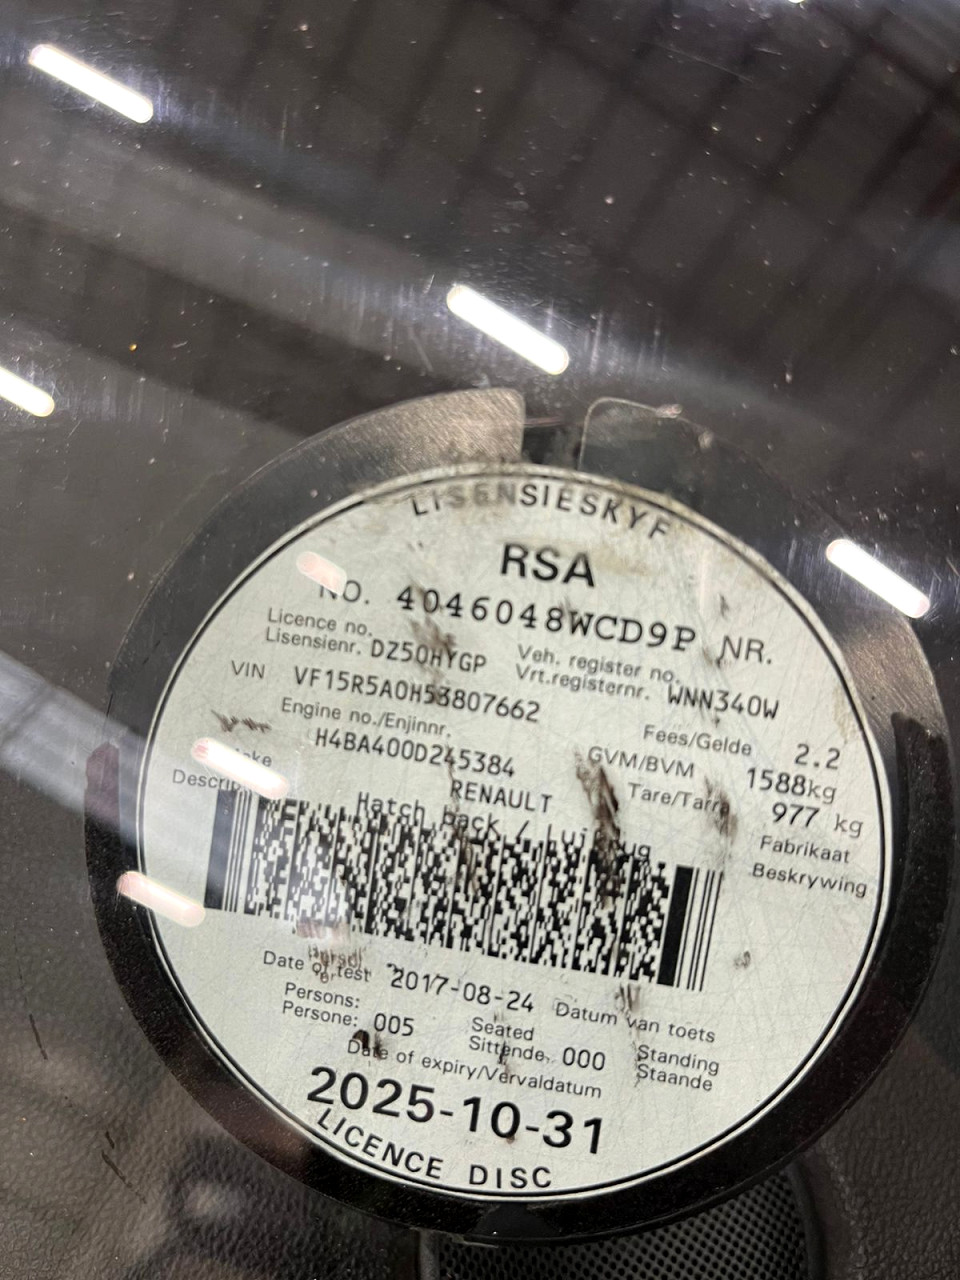 LISENSIESKYF
RSA
NO. 4046048WCD9P NR.
Licence no. Veh. register no.
Lisensienr. DZ50HYGP Vrt.registernr. WNN340W
VIN VF15R5A0H53807662 Fees/Gelde 2.2
Engine no./Enjinnr. GVM/BVM 1588kg
H4BA400D245384 Tare/Tarra 977 kg
RENAULT Fabrikaat
Hatch back / Beskrywing
Date of test 2017-08-24 Datum van toets
Persons: Seated Standing
Persone: 005 Sittende, 000 Staande
Date of expiry/Vervaldatum
2025-10-31
LICENCE DISC